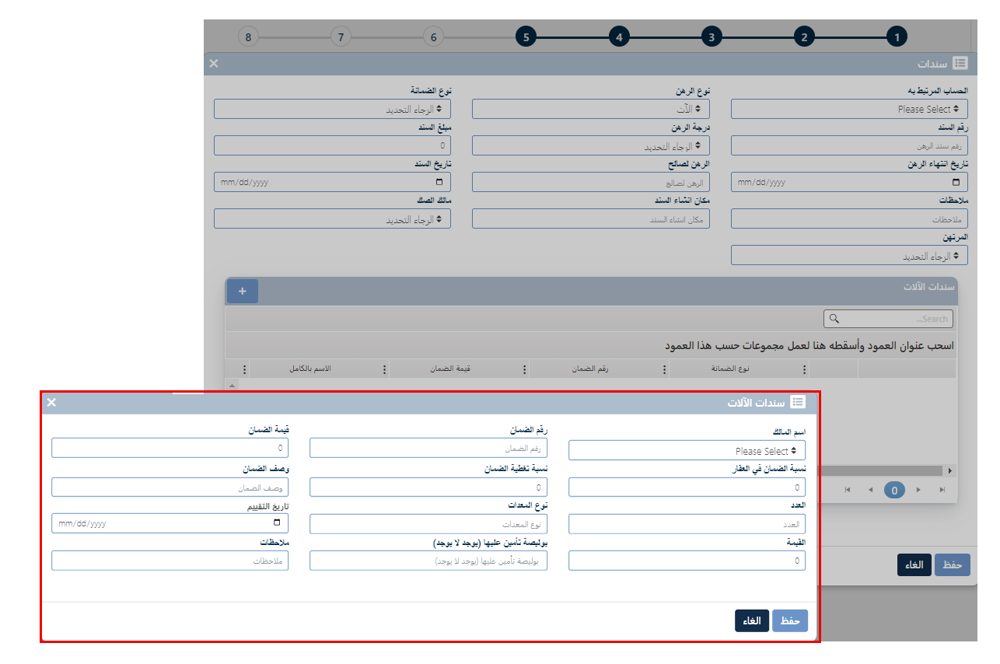 1 2 3 4 5 6 7 8
سندات ×
الحساب المرتبط به نوع الرهن نوع الضمانة
Please Select الآت الرجاء التحديد
رقم السند درجة الرهن مبلغ السند
رقم سند الرهن الرجاء التحديد 0
تاريخ انتهاء الرهن الرهن لصالح تاريخ السند
mm/dd/yyyy الرهن لصالح mm/dd/yyyy
ملاحظات مكان انشاء السند مالك الصك
ملاحظات مكان انشاء السند الرجاء التحديد
المرتهن
الرجاء التحديد
سندات الآلات +
Search...
اسحب عنوان العمود وأسقطه هنا لعمل مجموعات حسب هذا العمود
نوع الضمانة رقم الضمان قيمة الضمان الاسم بالكامل
سندات الآلات ×
اسم المالك رقم الضمان قيمة الضمان
Please Select رقم الضمان 0
نسبة الضمان في العقار نسبة تغطية الضمان وصف الضمان
0 0 وصف الضمان
العدد نوع المعدات تاريخ التقييم
العدد نوع المعدات mm/dd/yyyy
القيمة بوليصة تأمين عليها (يوجد لا يوجد) ملاحظات
0 بوليصة تأمين عليها (يوجد لا يوجد) ملاحظات
حفظ الغاء
0
حفظ الغاء